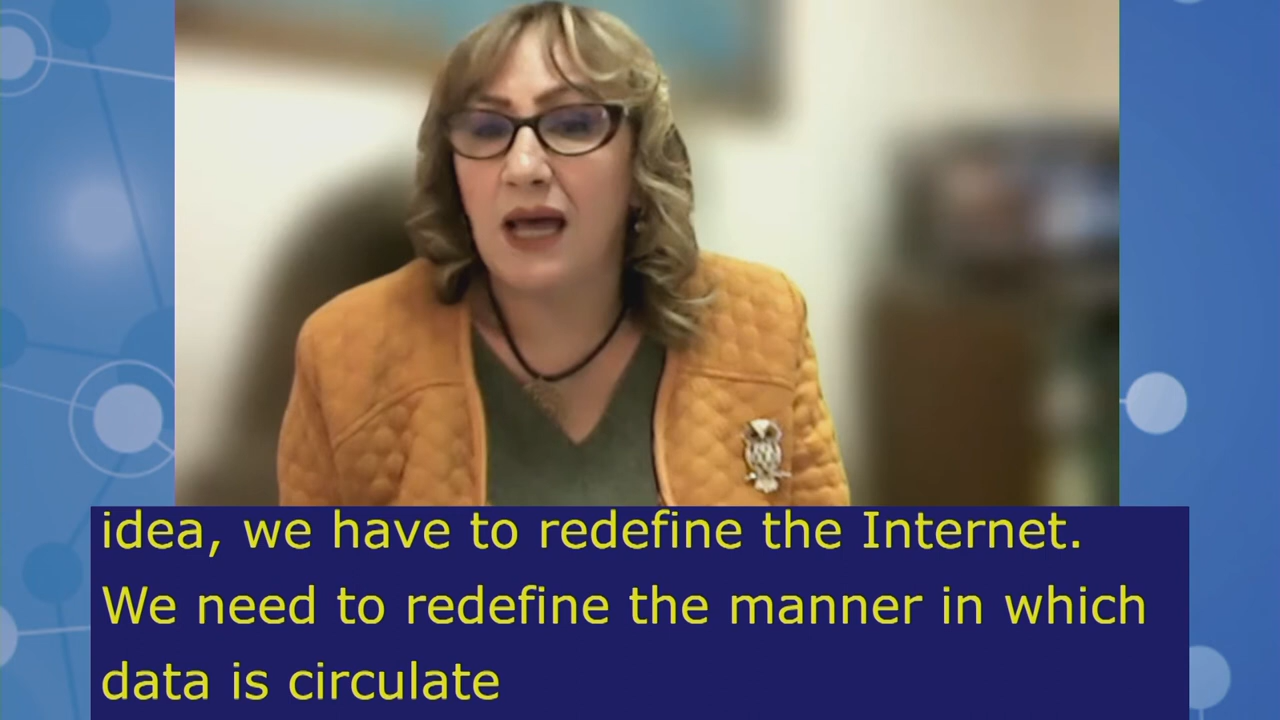 idea, we have to redefine the Internet.
We need to redefine the manner in which
data is circulate